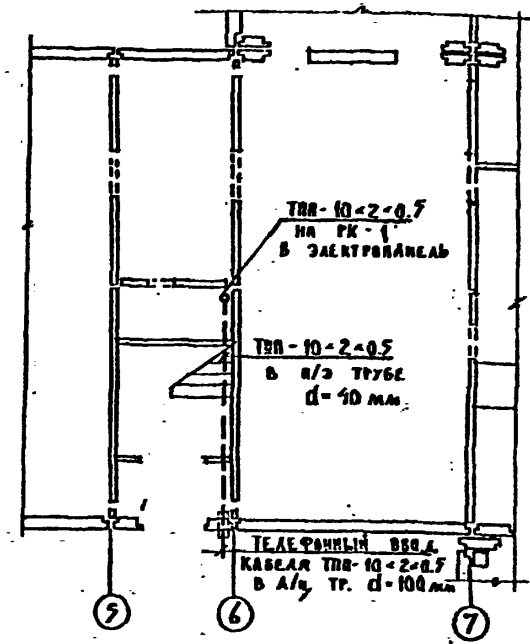 ТПП-10×2×0.5
НА РК-1
В ЭЛЕКТРОПАНЕЛЬ
ТПП-10×2×0.5
В П/Э ТРУБЕ
d=40 мм
ТЕЛЕФОННЫЙ ВВОД
КАБЕЛЯ ТПП-10×2×0.5
В А/Ц ТР. d=100 мм
5 6 7